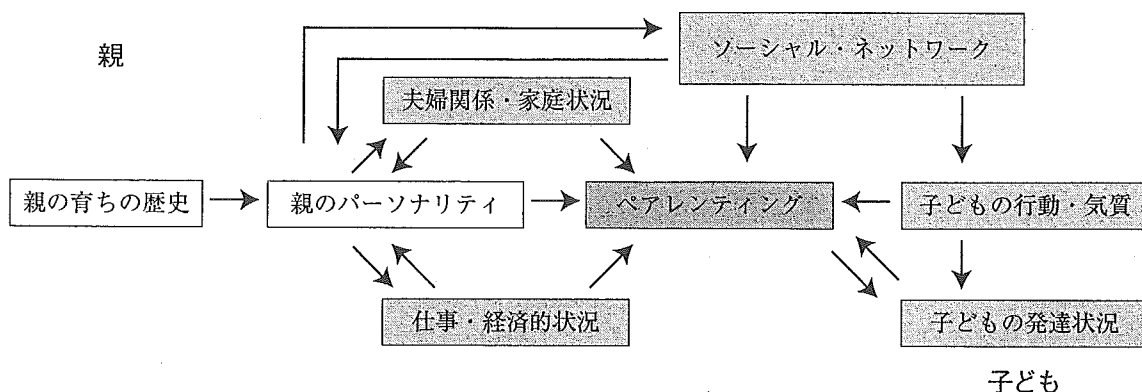 親
ソーシャル・ネットワーク
夫婦関係・家庭状況
親の育ちの歴史
親のパーソナリティ
ペアレンティング
子どもの行動・気質
仕事・経済的状況
子どもの発達状況
子ども